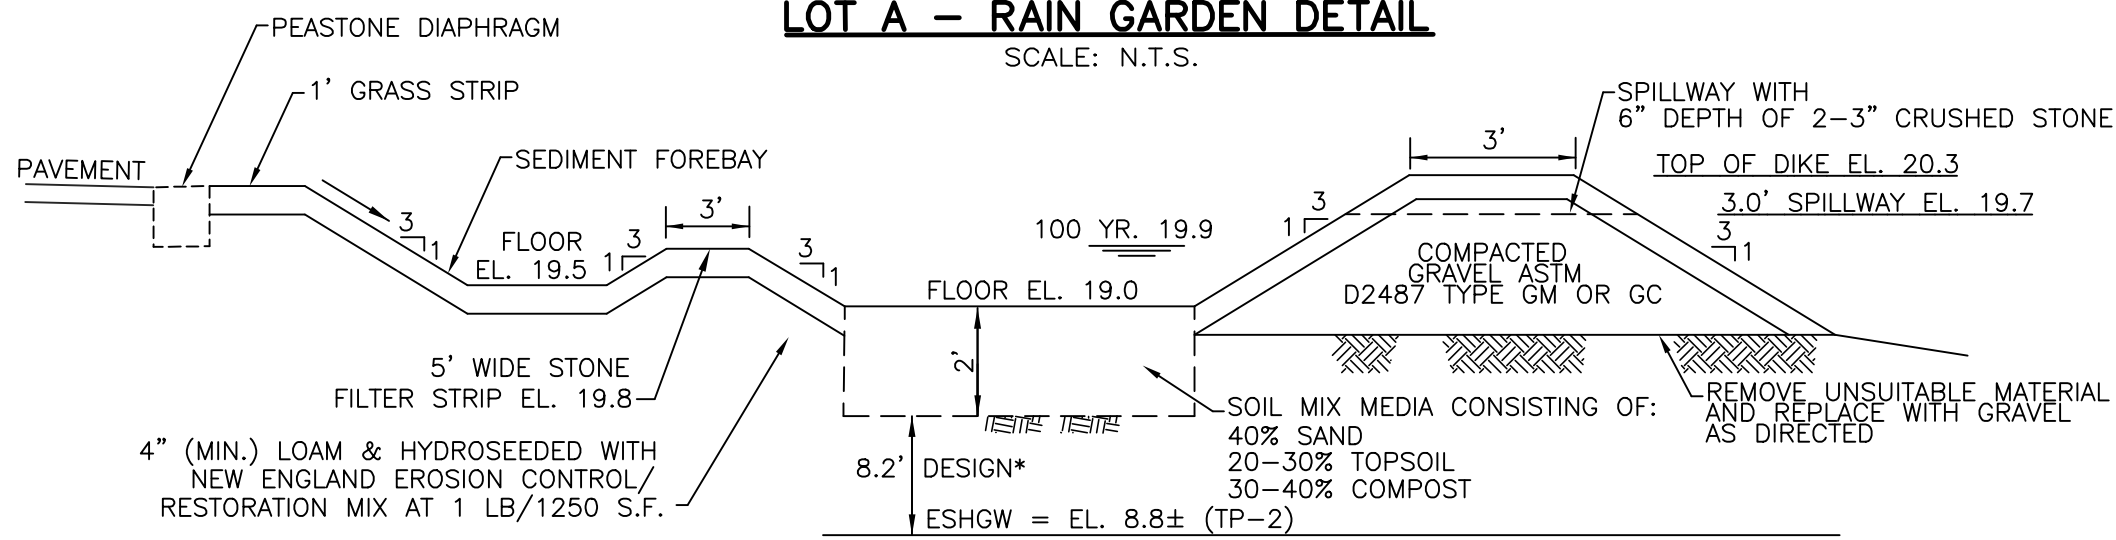 LOT A – RAIN GARDEN DETAIL
SCALE: N.T.S.
PEASTONE DIAPHRAGM
1' GRASS STRIP
PAVEMENT
SEDIMENT FOREBAY
3
1
FLOOR
EL. 19.5
1
3
3'
3
1
100 YR. 19.9
FLOOR EL. 19.0
2'
1
3
3'
SPILLWAY WITH
6" DEPTH OF 2–3" CRUSHED STONE
TOP OF DIKE EL. 20.3
3.0' SPILLWAY EL. 19.7
3
1
COMPACTED
GRAVEL ASTM
D2487 TYPE GM OR GC
5' WIDE STONE
FILTER STRIP EL. 19.8
4" (MIN.) LOAM & HYDROSEEDED WITH
NEW ENGLAND EROSION CONTROL/
RESTORATION MIX AT 1 LB/1250 S.F.
8.2' DESIGN*
ESHGW = EL. 8.8± (TP–2)
SOIL MIX MEDIA CONSISTING OF:
40% SAND
20–30% TOPSOIL
30–40% COMPOST
REMOVE UNSUITABLE MATERIAL
AND REPLACE WITH GRAVEL
AS DIRECTED